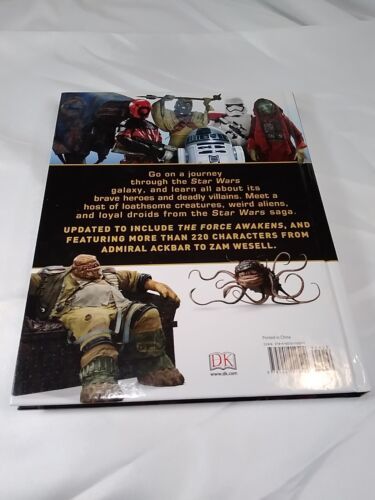 Go on a journey
through the Star Wars
galaxy, and learn all about its
brave heroes and deadly villains. Meet a
host of loathsome creatures, weird aliens,
and loyal droids from the Star Wars saga.
UPDATED TO INCLUDE THE FORCE AWAKENS, AND
FEATURING MORE THAN 220 CHARACTERS FROM
ADMIRAL ACKBAR TO ZAM WESELL.
Printed in China
DK
www.dk.com